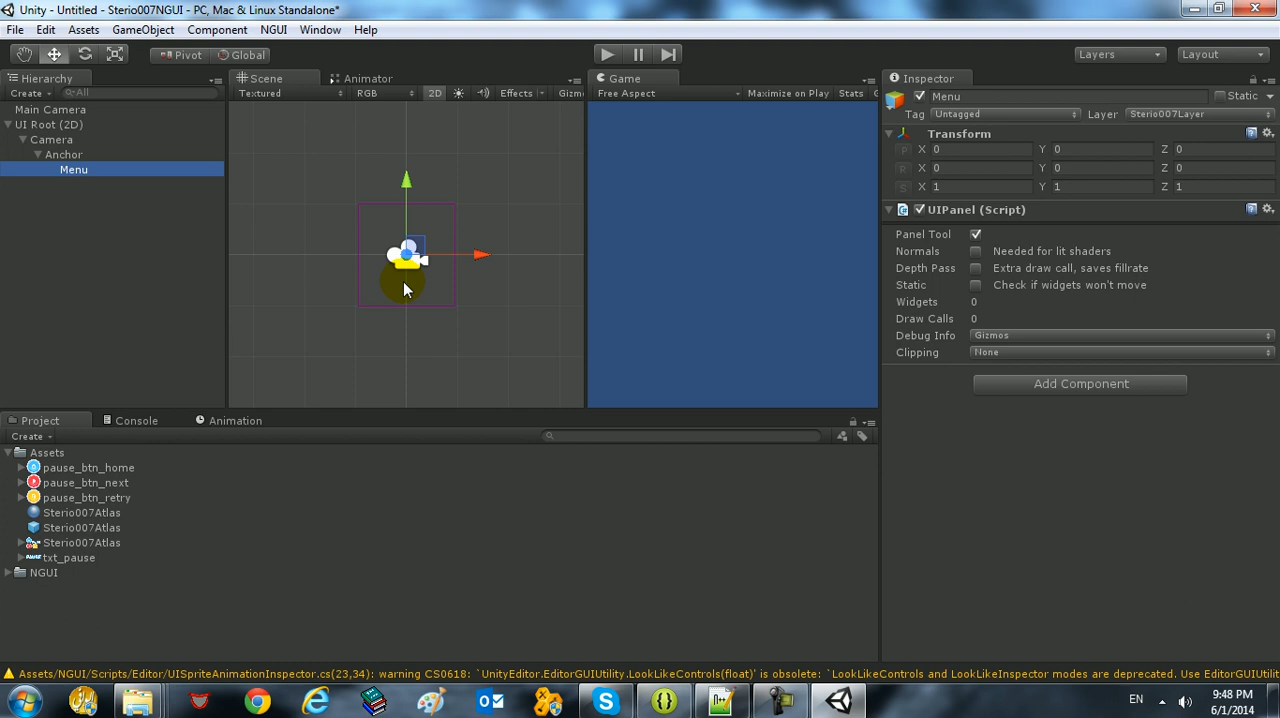 Unity - Untitled - Sterio007NGUI - PC, Mac & Linux Standalone*
File Edit Assets GameObject Component NGUI Window Help
Pivot Global Layers Layout
Hierarchy Scene Animator Game Inspector
Create All Textured RGB 2D Effects Gizm Free Aspect Maximize on Play Stats G
Menu Static
Main Camera Tag Untagged Layer Sterio007Layer
UI Root (2D) Transform
Camera P X 0 Y 0 Z 0
Anchor R X 0 Y 0 Z 0
Menu S X 1 Y 1 Z 1
UIPanel (Script)
Panel Tool
Normals Needed for lit shaders
Depth Pass Extra draw call, saves fillrate
Static Check if widgets won't move
Widgets 0
Draw Calls 0
Debug Info Gizmos
Clipping None
Add Component
Project Console Animation
Create
Assets
pause_btn_home
pause_btn_next
pause_btn_retry
Sterio007Atlas
Sterio007Atlas
Sterio007Atlas
txt_pause
NGUI
Assets/NGUI/Scripts/Editor/UISpriteAnimationInspector.cs(23,34): warning CS0618: `UnityEditor.EditorGUIUtility.LookLikeControls(float)' is obsolete: `LookLikeControls and LookLikeInspector modes are deprecated. Use EditorGUIUtil
EN 9:48 PM
6/1/2014